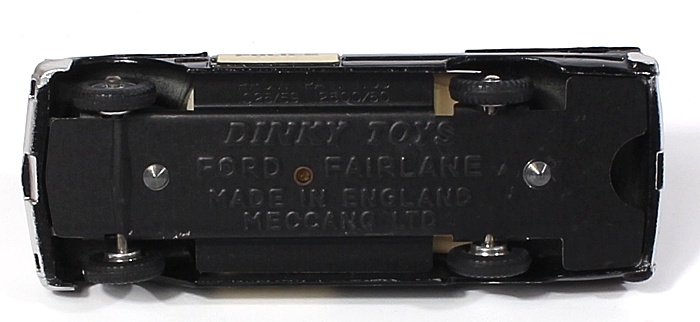 DINKY TOYS
FORD FAIRLANE
MADE IN ENGLAND
MECCANO LTD